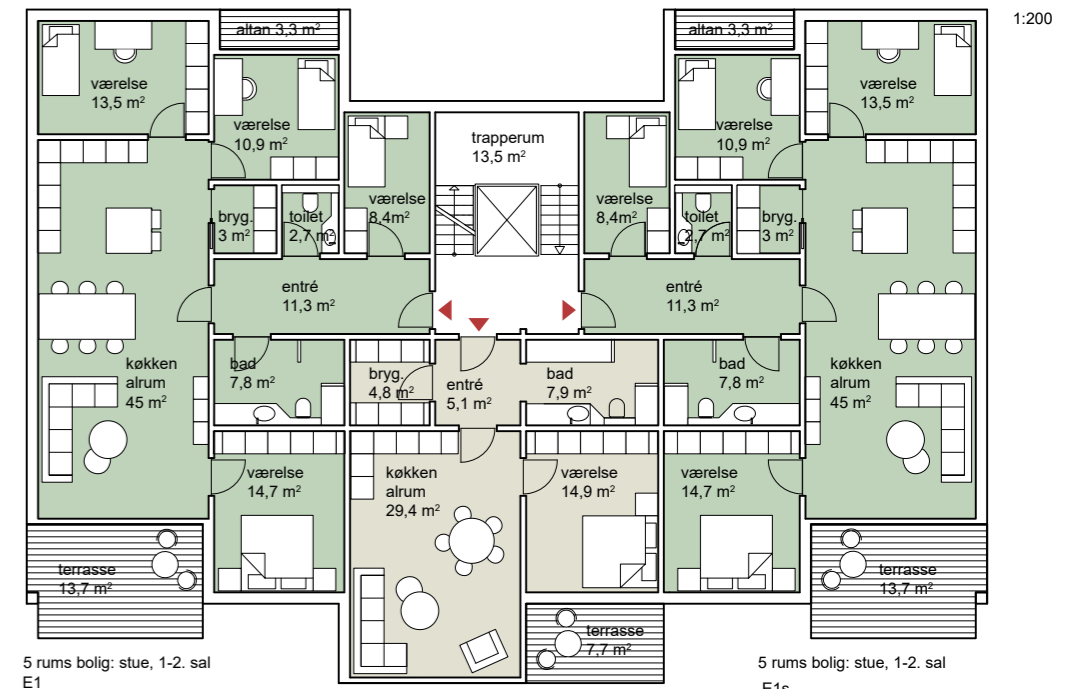 1:200
altan 3,3 m²
altan 3,3 m²
værelse
13,5 m²
værelse
10,9 m²
værelse
8,4m²
trapperum
13,5 m²
værelse
8,4m²
værelse
10,9 m²
værelse
13,5 m²
bryg.
3 m²
toilet
2,7 m²
toilet
2,7 m²
bryg.
3 m²
entré
11,3 m²
entré
11,3 m²
køkken
alrum
45 m²
bad
7,8 m²
bryg.
4,8 m²
entré
5,1 m²
bad
7,9 m²
bad
7,8 m²
køkken
alrum
45 m²
værelse
14,7 m²
køkken
alrum
29,4 m²
værelse
14,9 m²
værelse
14,7 m²
terrasse
13,7 m²
terrasse
7,7 m²
terrasse
13,7 m²
5 rums bolig: stue, 1-2. sal
E1
5 rums bolig: stue, 1-2. sal
E1s